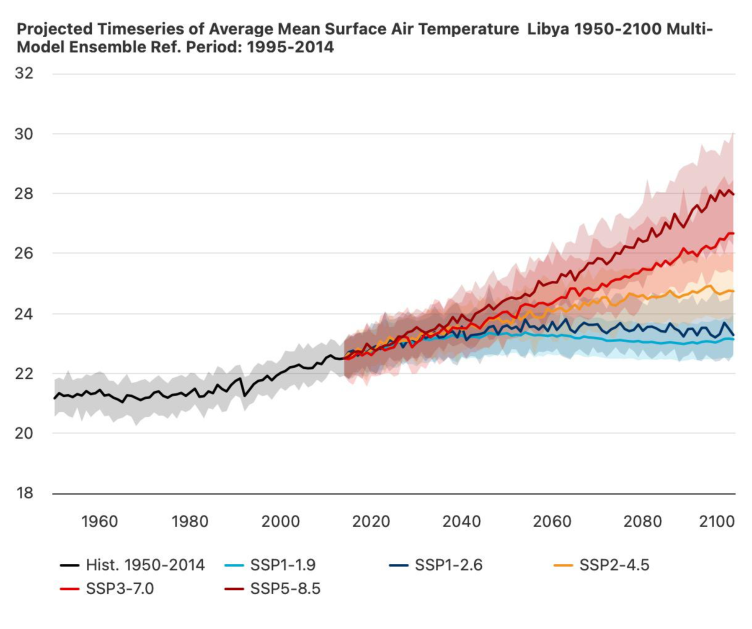 Projected Timeseries of Average Mean Surface Air Temperature  Libya 1950-2100 Multi-
Model Ensemble Ref. Period: 1995-2014
32
30
28
26
24
22
20
18
1960 1980 2000 2020 2040 2060 2080 2100
Hist. 1950-2014 SSP1-1.9 SSP1-2.6 SSP2-4.5
SSP3-7.0 SSP5-8.5